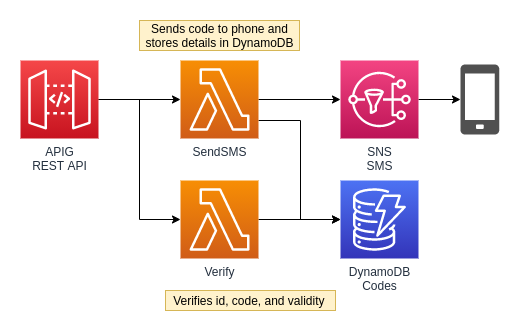 Sends code to phone and
stores details in DynamoDB
APIG
REST API
SendSMS
SNS
SMS
Verify
DynamoDB
Codes
Verifies id, code, and validity